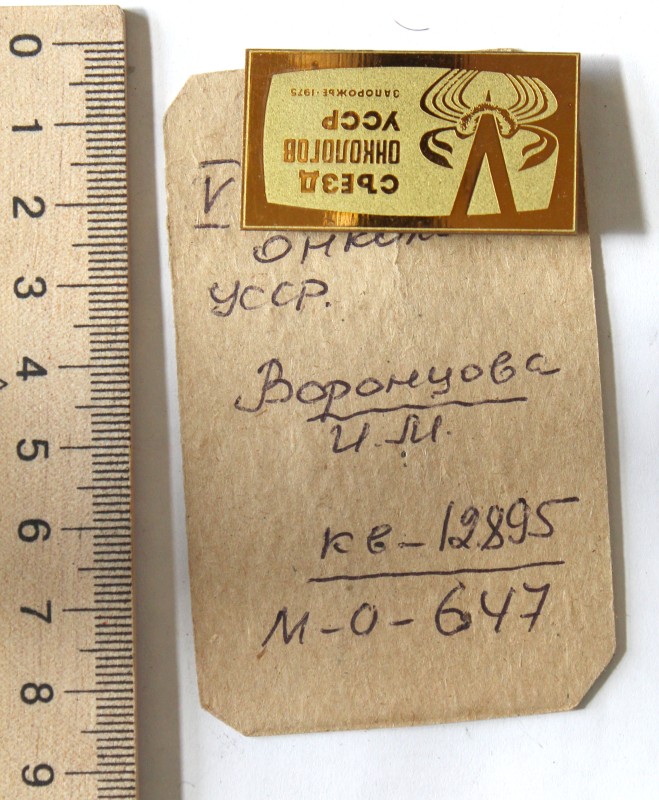 V
СЪЕЗД
ОНКОЛОГОВ
УССР
ЗАПОРОЖЬЕ·1975
V
УССР.
Воронцова
И.М.
кв-12895
М-О-647
0
1
2
3
4
5
6
7
8
9